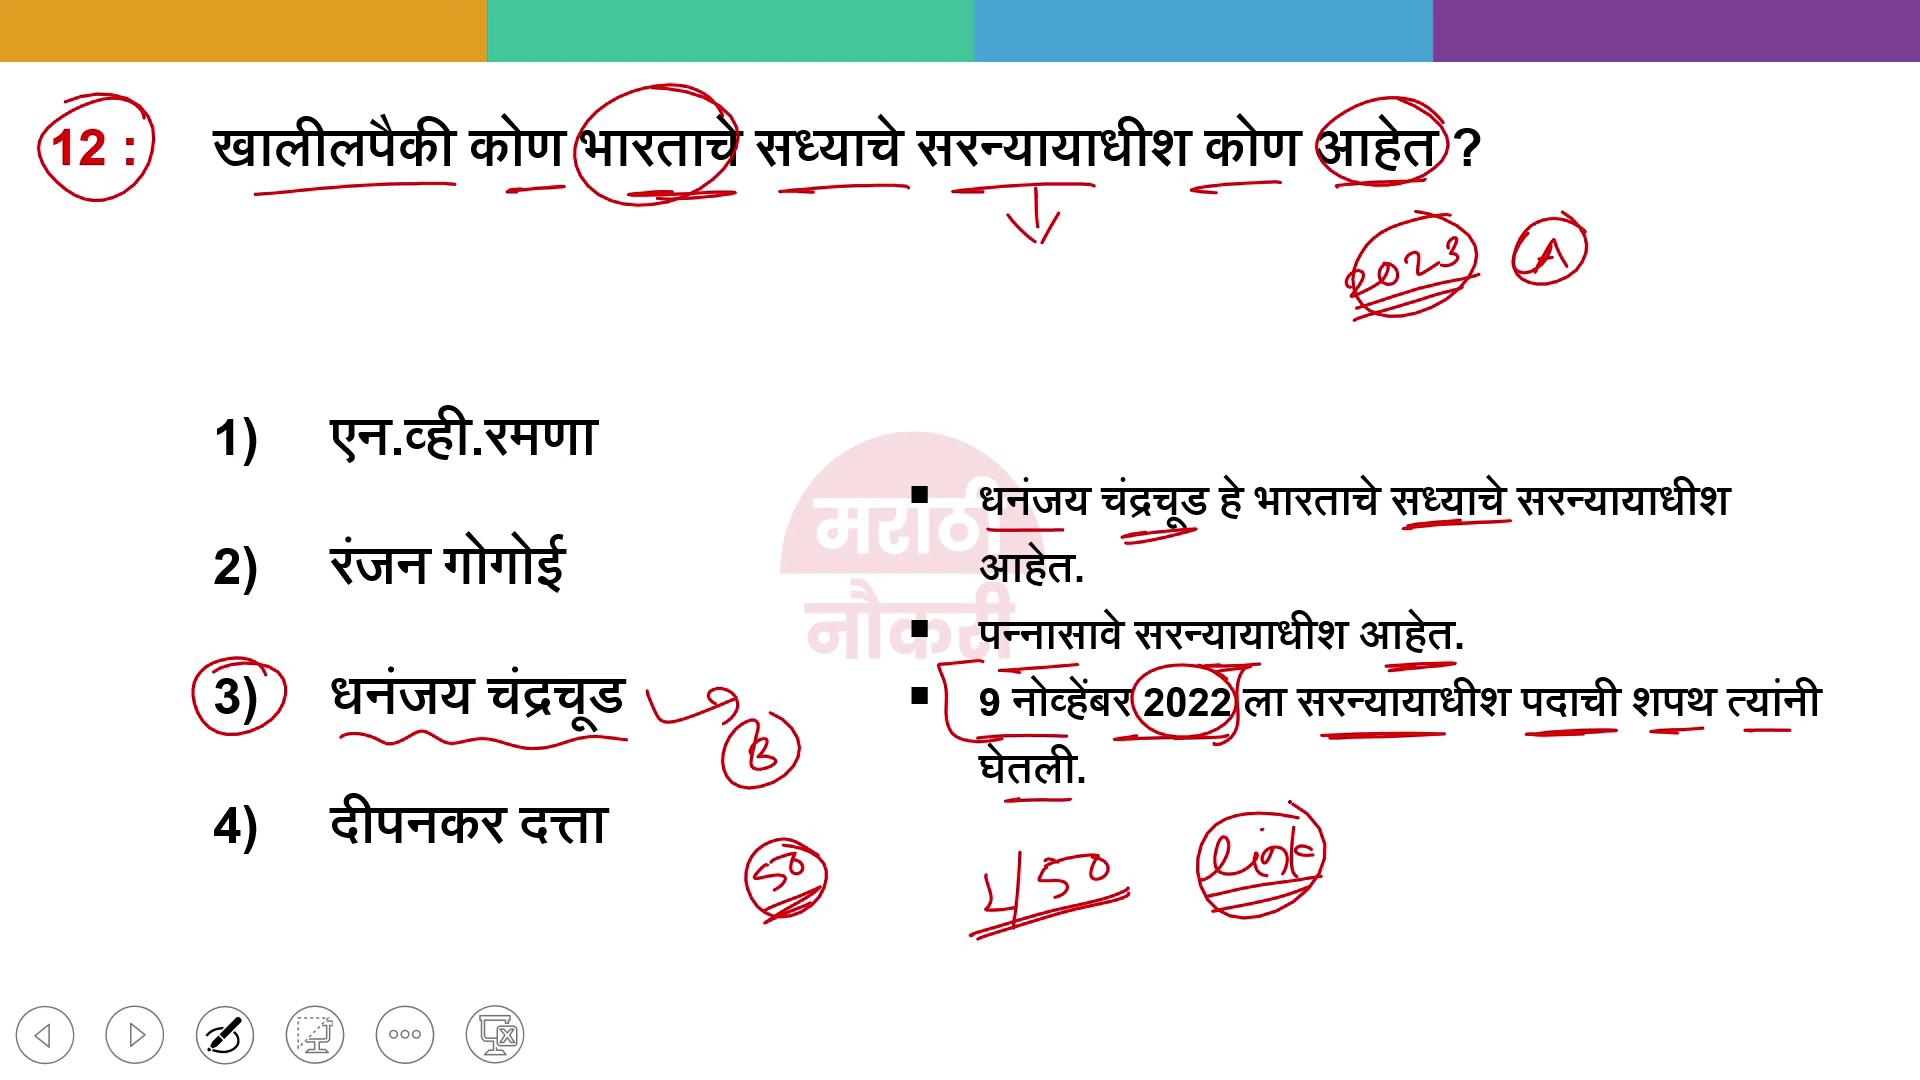 12 : खालीलपैकी कोण भारताचे सध्याचे सरन्यायाधीश कोण आहेत ?
2023 A
1) एन.व्ही.रमणा
2) रंजन गोगोई
3) धनंजय चंद्रचूड
B
4) दीपनकर दत्ता
50
मराठी
नौकरी
▪ धनंजय चंद्रचूड हे भारताचे सध्याचे सरन्यायाधीश
आहेत.
▪ पन्नासावे सरन्यायाधीश आहेत.
▪ 9 नोव्हेंबर 2022 ला सरन्यायाधीश पदाची शपथ त्यांनी
घेतली.
450 link